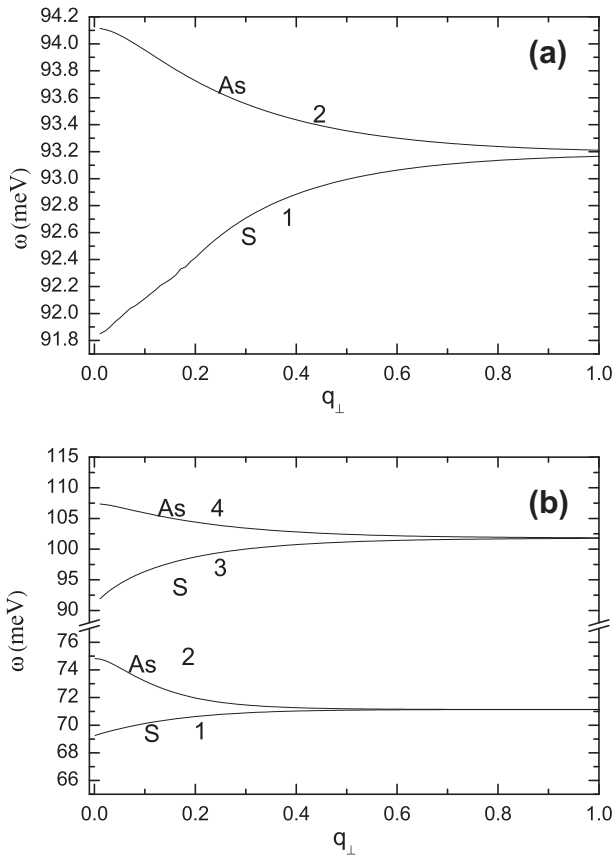 94.2
(a)
94.0
93.8
As
93.6
2
93.4
93.2
93.0
92.8
1
S
92.6
92.4
92.2
92.0
91.8
ω (meV)
0.0 0.2 0.4 0.6 0.8 1.0
q⊥
115
(b)
110
As 4
105
100
3
95
S
90
76
2
74
As
72
70
S 1
68
66
ω (meV)
0.0 0.2 0.4 0.6 0.8 1.0
q⊥